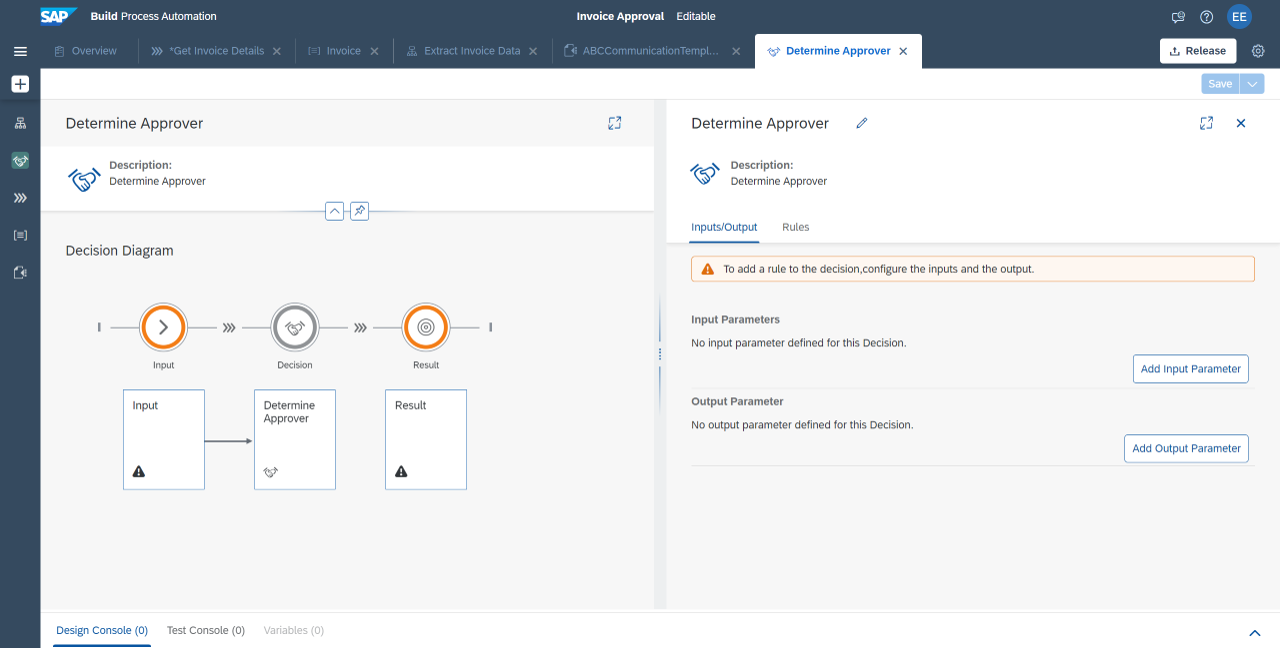 SAP Build Process Automation
Invoice Approval Editable
EE
Overview
*Get Invoice Details
Invoice
Extract Invoice Data
ABCCommunicationTempl...
Determine Approver
Release
Save
Determine Approver
Description:
Determine Approver
Decision Diagram
Input
Decision
Result
Input
Determine
Approver
Result
Determine Approver
Description:
Determine Approver
Inputs/Output Rules
To add a rule to the decision,configure the inputs and the output.
Input Parameters
No input parameter defined for this Decision.
Add Input Parameter
Output Parameter
No output parameter defined for this Decision.
Add Output Parameter
Design Console (0) Test Console (0) Variables (0)